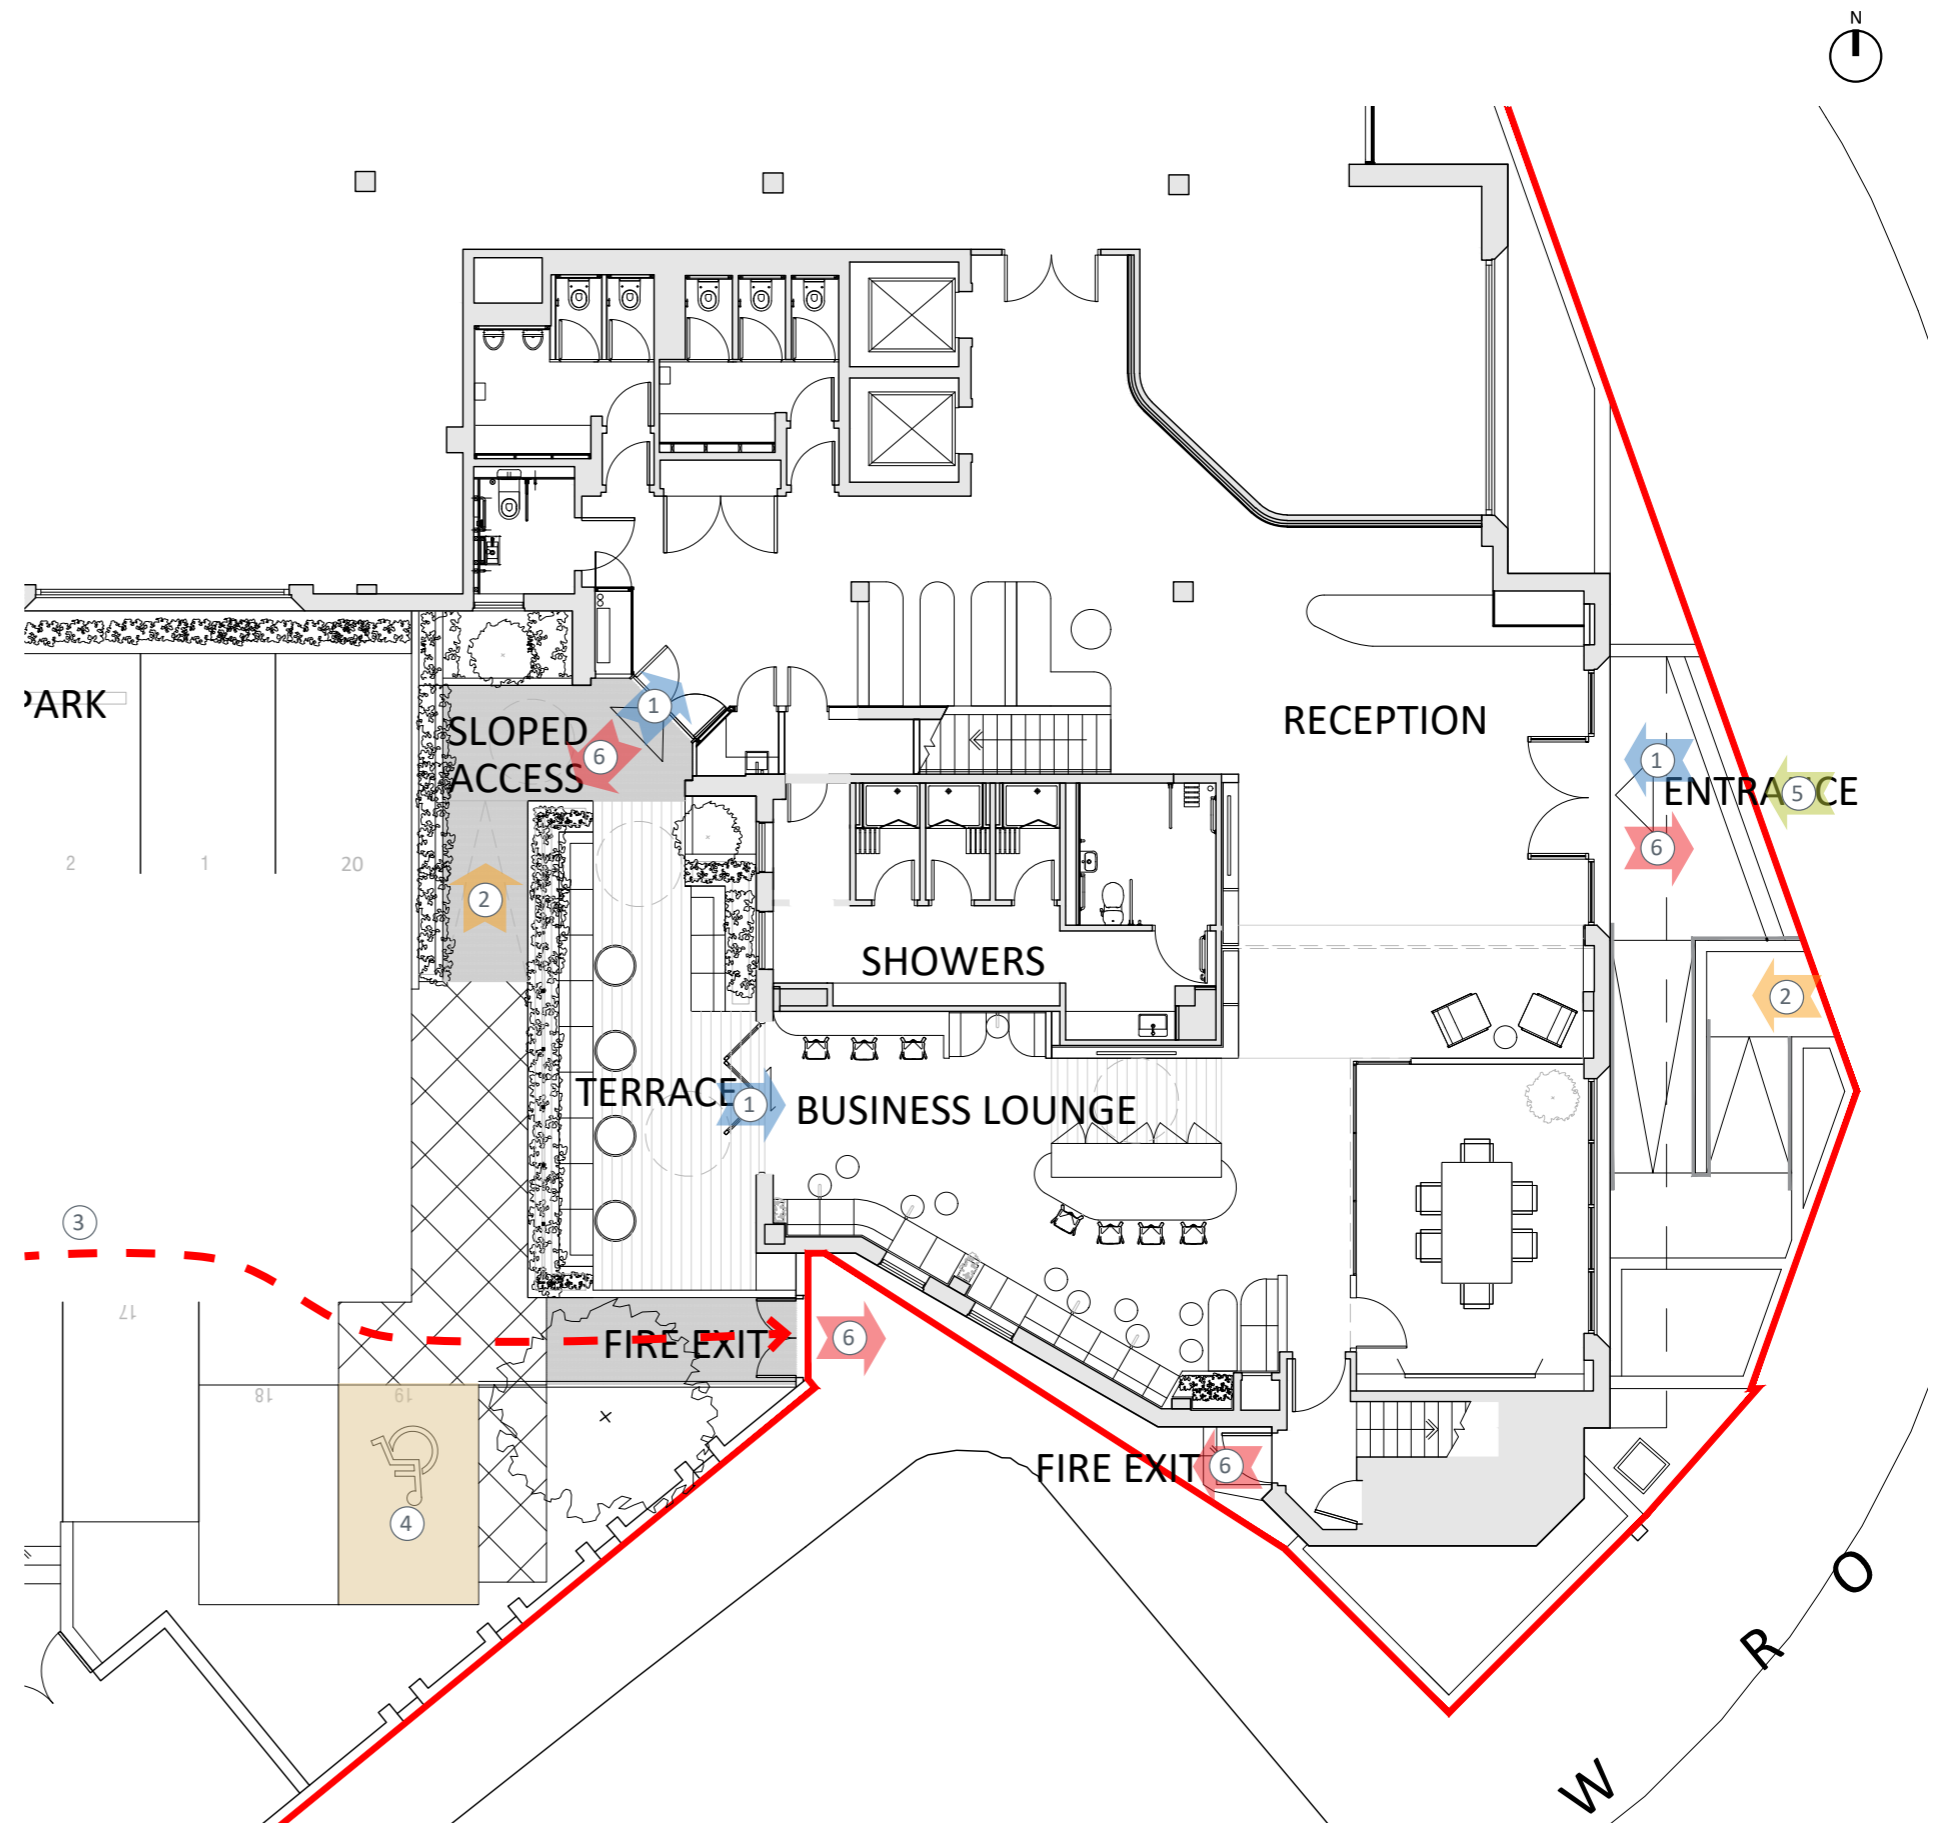 N
PARK
SLOPED
ACCESS
1
6
RECEPTION
1
ENTRANCE
5
6
2
1
20
2
SHOWERS
2
TERRACE
1
BUSINESS LOUNGE
3
17
FIRE EXIT
6
18
19
4
FIRE EXIT
6
W
R
O